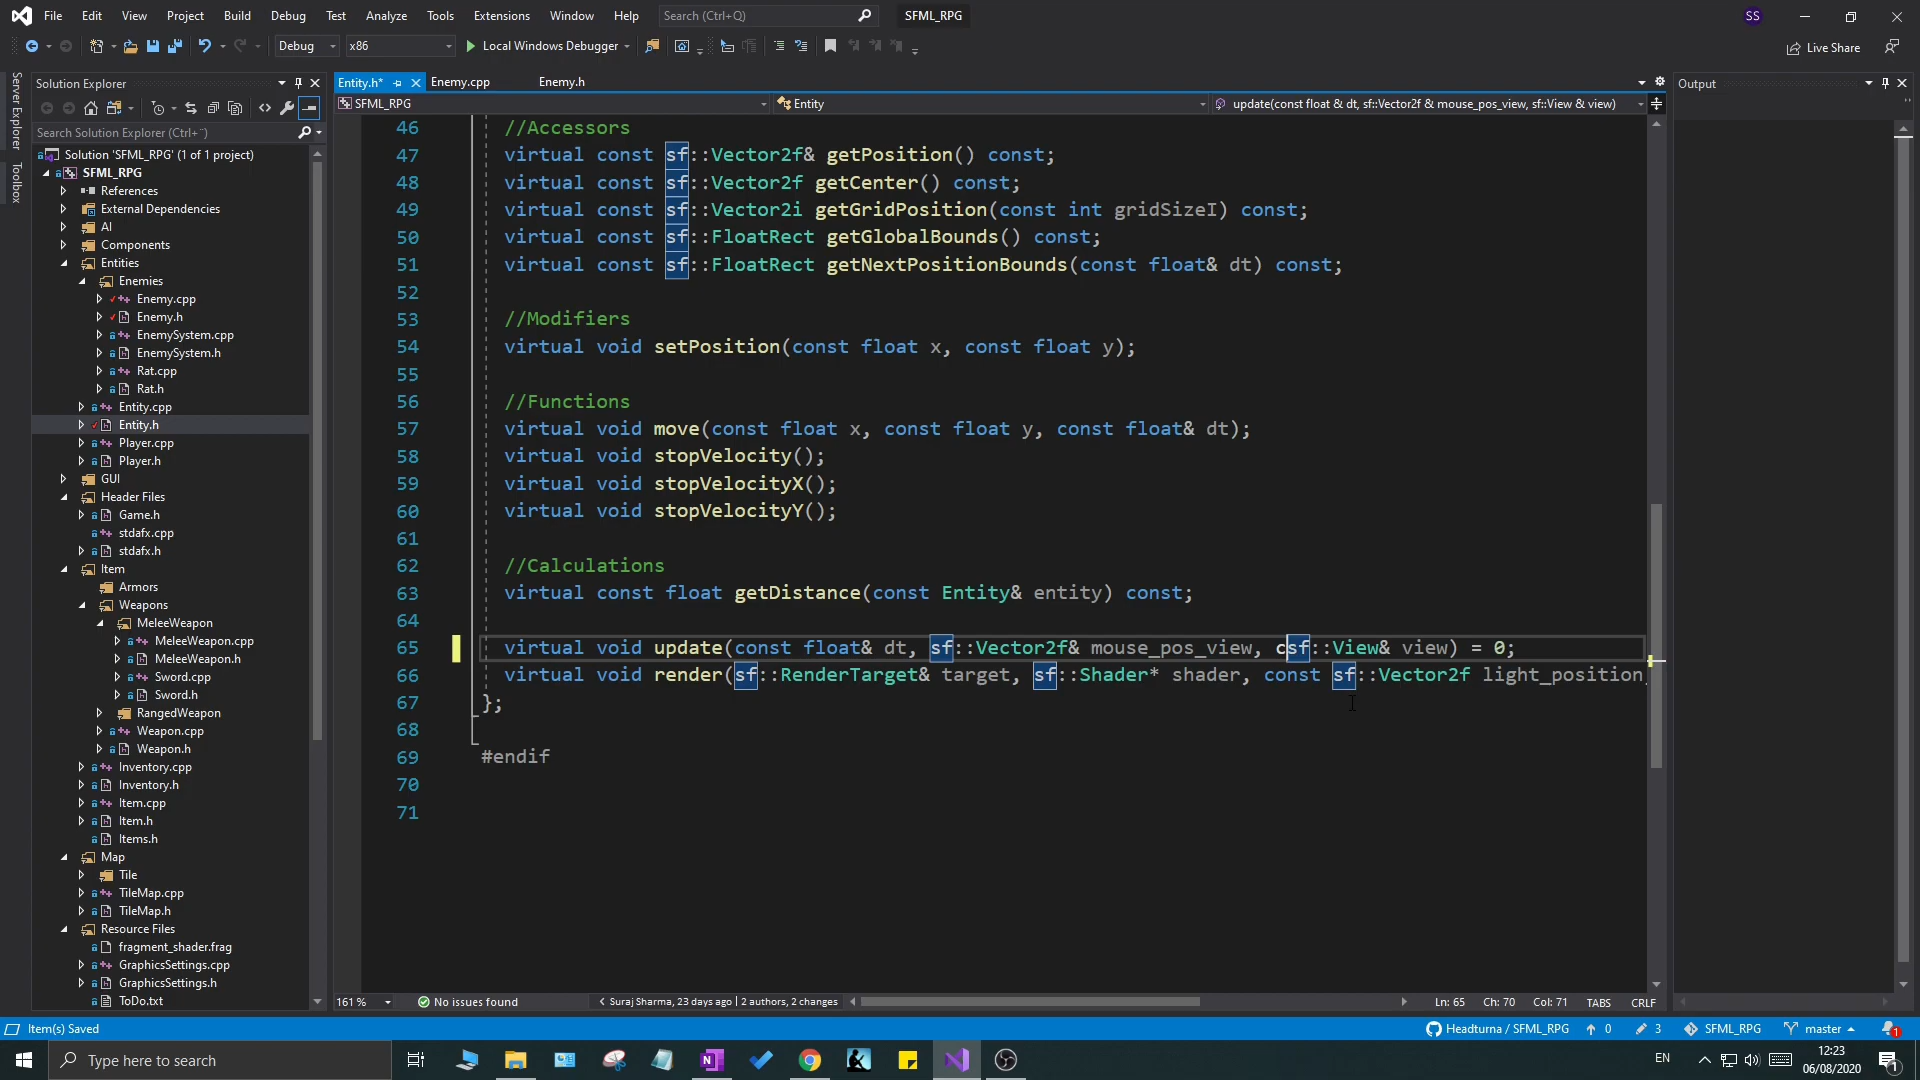 File Edit View Project Build Debug Test Analyze Tools Extensions Window Help Search (Ctrl+Q) SFML_RPG SS
Debug x86 Local Windows Debugger Live Share
Server Explorer
Toolbox
Solution Explorer
Search Solution Explorer (Ctrl+¨)
Solution 'SFML_RPG' (1 of 1 project)
SFML_RPG
References
External Dependencies
AI
Components
Entities
Enemies
Enemy.cpp
Enemy.h
EnemySystem.cpp
EnemySystem.h
Rat.cpp
Rat.h
Entity.cpp
Entity.h
Player.cpp
Player.h
GUI
Header Files
Game.h
stdafx.cpp
stdafx.h
Item
Armors
Weapons
MeleeWeapon
MeleeWeapon.cpp
MeleeWeapon.h
Sword.cpp
Sword.h
RangedWeapon
Weapon.cpp
Weapon.h
Inventory.cpp
Inventory.h
Item.cpp
Item.h
Items.h
Map
Tile
TileMap.cpp
TileMap.h
Resource Files
fragment_shader.frag
GraphicsSettings.cpp
GraphicsSettings.h
ToDo.txt
Entity.h* Enemy.cpp Enemy.h
SFML_RPG Entity update(const float & dt, sf::Vector2f & mouse_pos_view, sf::View & view)
46 //Accessors
47 virtual const sf::Vector2f& getPosition() const;
48 virtual const sf::Vector2f getCenter() const;
49 virtual const sf::Vector2i getGridPosition(const int gridSizeI) const;
50 virtual const sf::FloatRect getGlobalBounds() const;
51 virtual const sf::FloatRect getNextPositionBounds(const float& dt) const;
52
53 //Modifiers
54 virtual void setPosition(const float x, const float y);
55
56 //Functions
57 virtual void move(const float x, const float y, const float& dt);
58 virtual void stopVelocity();
59 virtual void stopVelocityX();
60 virtual void stopVelocityY();
61
62 //Calculations
63 virtual const float getDistance(const Entity& entity) const;
64
65 virtual void update(const float& dt, sf::Vector2f& mouse_pos_view, csf::View& view) = 0;
66 virtual void render(sf::RenderTarget& target, sf::Shader* shader, const sf::Vector2f light_position,
67 };
68
69 #endif
70
71
161 % No issues found Suraj Sharma, 23 days ago | 2 authors, 2 changes Ln: 65 Ch: 70 Col: 71 TABS CRLF
Output
Item(s) Saved Headturna / SFML_RPG 0 3 SFML_RPG master 1
Type here to search EN 12:23
06/08/2020 1